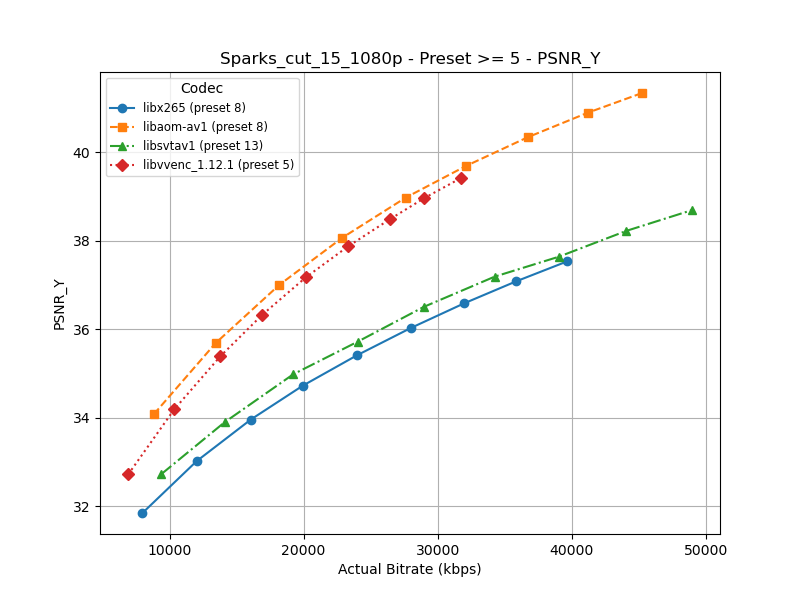 Sparks_cut_15_1080p - Preset >= 5 - PSNR_Y
Codec
libx265 (preset 8)
libaom-av1 (preset 8)
libsvtav1 (preset 13)
libvvenc_1.12.1 (preset 5)
PSNR_Y
40
38
36
34
32
10000 20000 30000 40000 50000
Actual Bitrate (kbps)